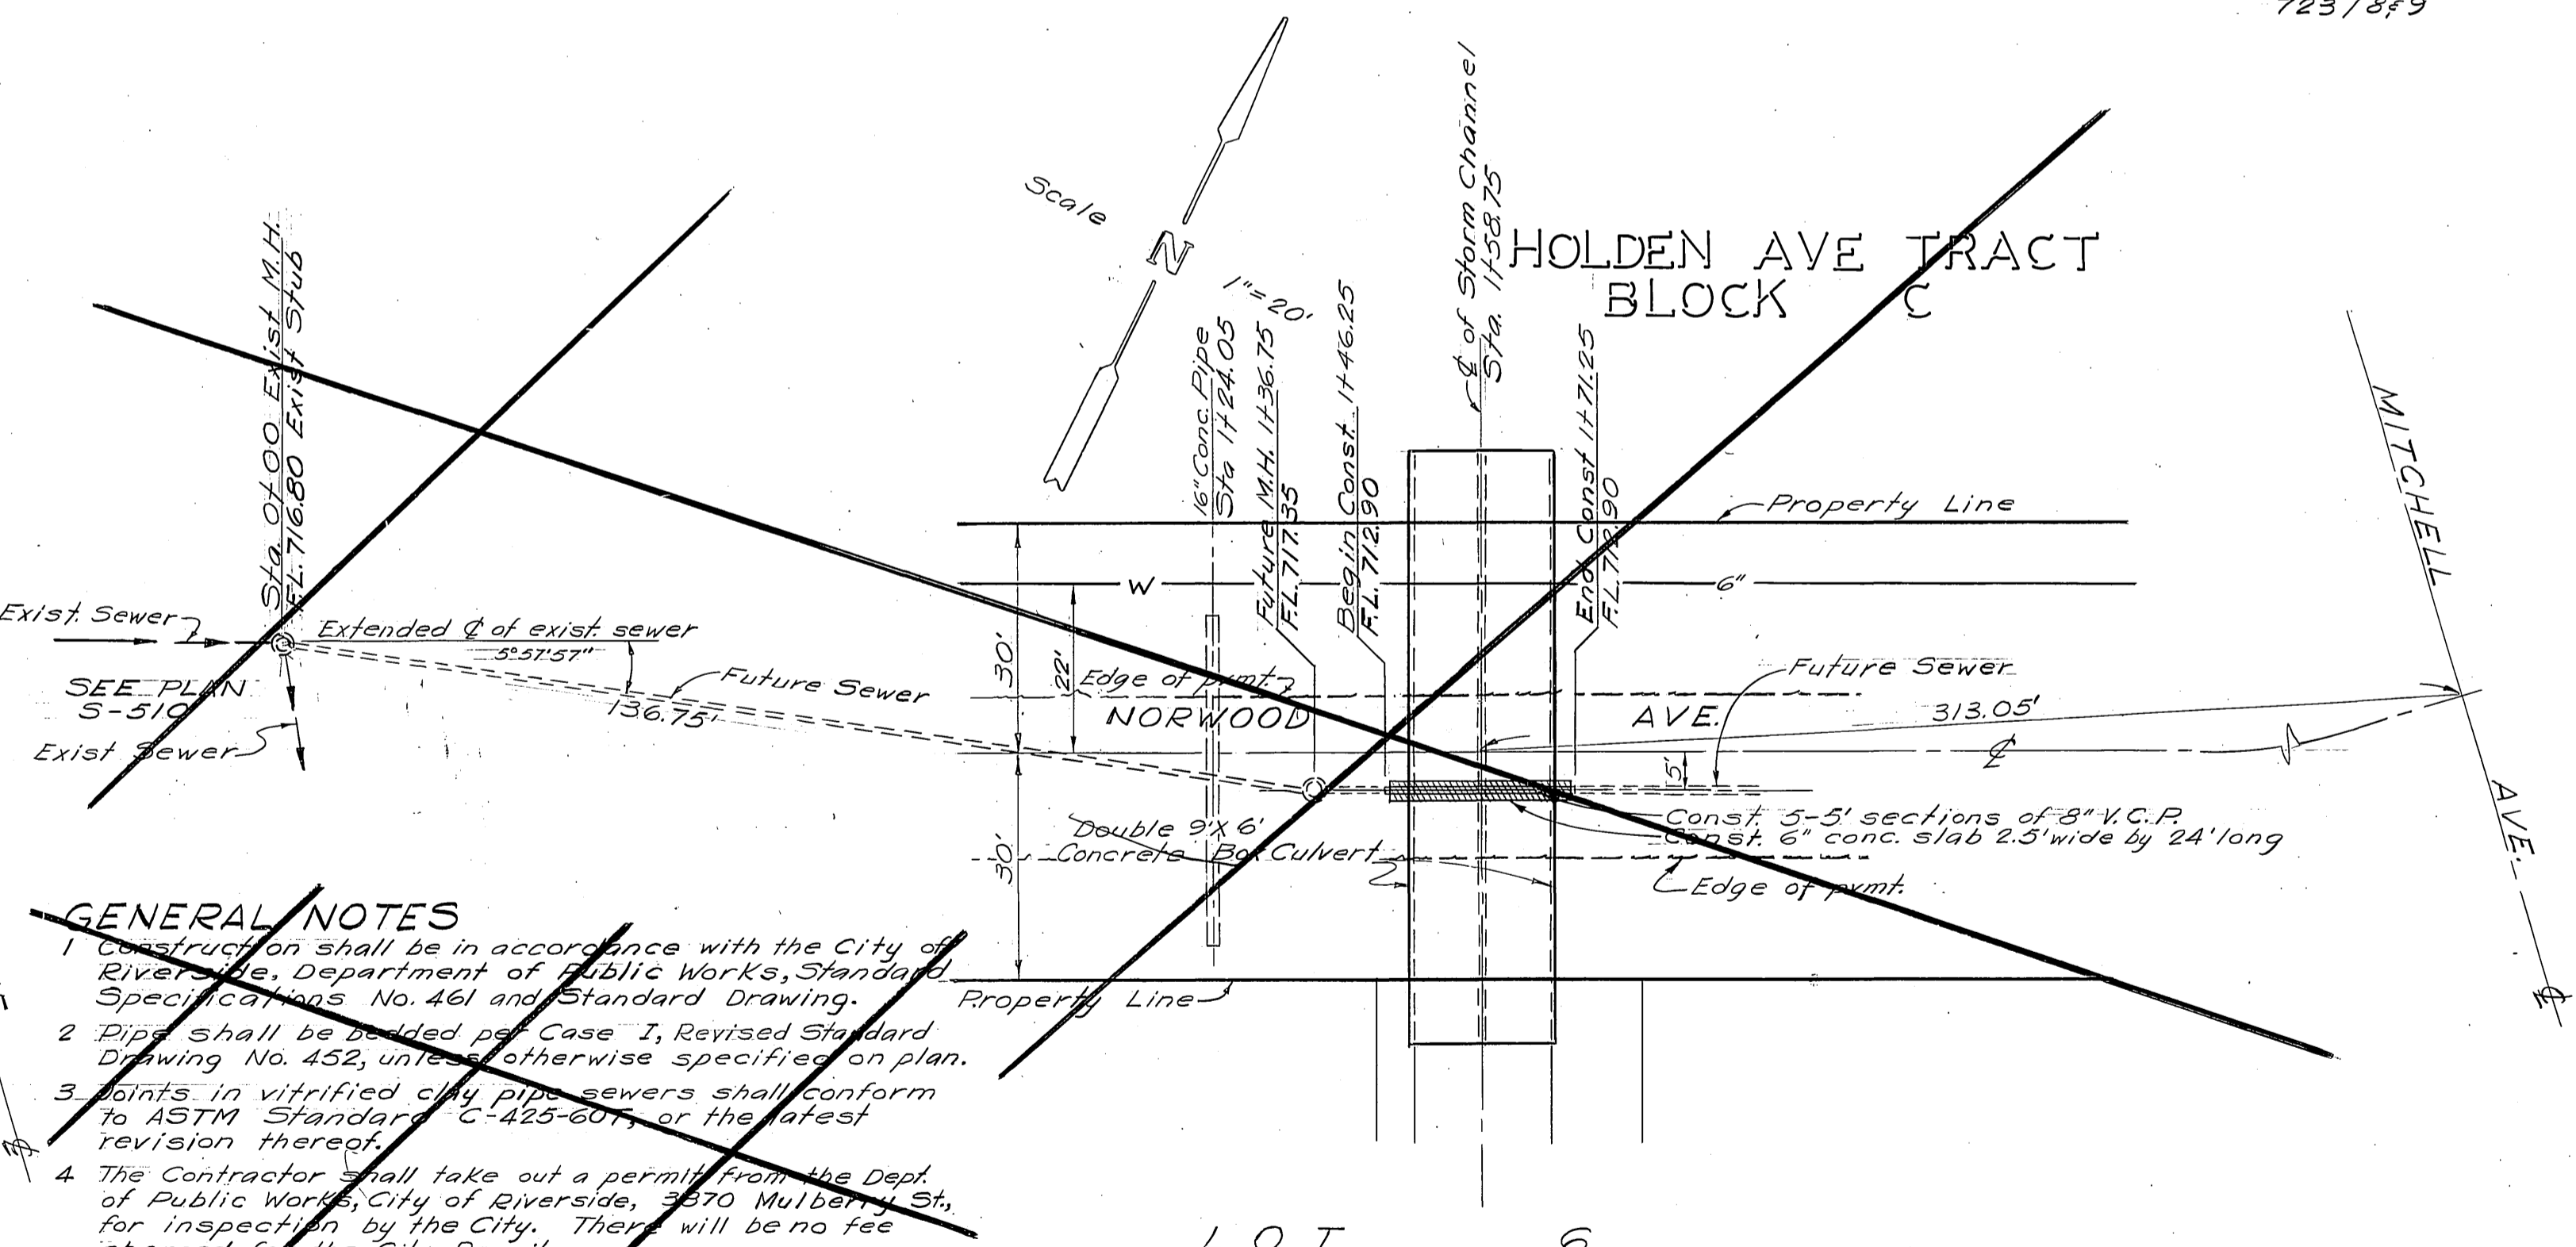 7231 8&9
Scale
N
1"=20'
℄ of Storm Channel
Sta. 1+58.75
HOLDEN AVE TRACT
BLOCK C
Sta. 0+00 Exist M.H.
F.L. 716.80 Exist Stub
16" Conc. Pipe
Sta 1+24.05
Future M.H. 1+36.75
F.L. 717.35
Begin Const. 1+46.25
F.L. 712.90
End Const 1+71.25
F.L. 712.90
Property Line
MITCHELL
AVE.
W
6"
Exist. Sewer
Extended ℄ of exist. sewer
5°57'57"
Future Sewer
136.75'
SEE PLAN
S-510
Exist Sewer
30'
22'
Edge of pvmt.
NORWOOD AVE.
Future Sewer
313.05'
℄
5'
Const. 5-5' sections of 8" V.C.P.
Const. 6" conc. slab 2.5' wide by 24' long
Double 9'X 6'
Concrete Box Culvert
30'
Edge of pvmt.
Property Line
℄
℄
GENERAL NOTES
1 Construction shall be in accordance with the City of
Riverside, Department of Public Works, Standard
Specifications No. 461 and Standard Drawing.
2 Pipe shall be bedded per Case I, Revised Standard
Drawing No. 452, unless otherwise specified on plan.
3 Joints in vitrified clay pipe sewers shall conform
to ASTM Standard C-425-60T, or the latest
revision thereof.
4 The Contractor shall take out a permit from the Dept.
of Public Works, City of Riverside, 3870 Mulberry St.,
for inspection by the City. There will be no fee
LOT 6